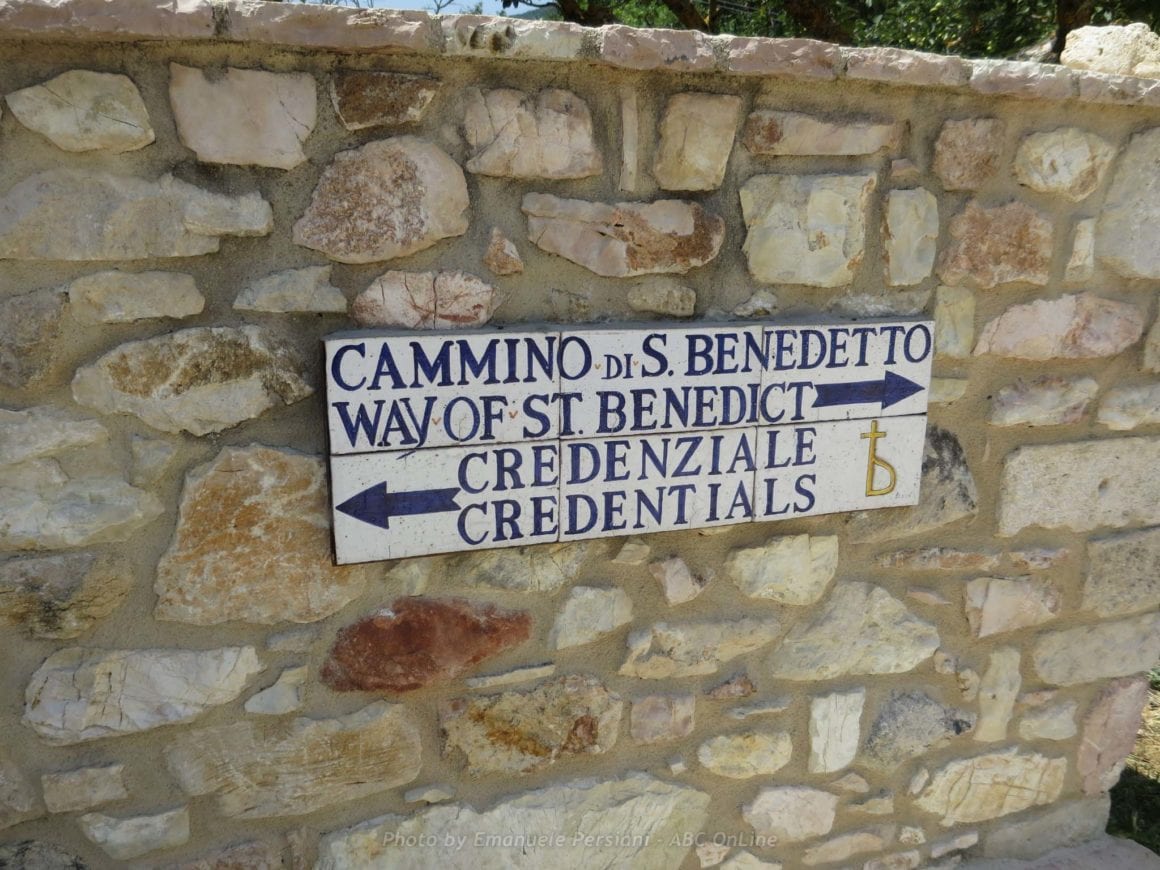 CAMMINO DI S. BENEDETTO
WAY OF ST. BENEDICT
CREDENZIALE
CREDENTIALS
Photo by Emanuele Persiani - ABC OnLine